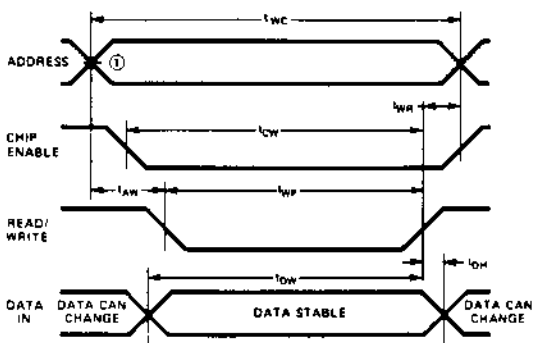 tWC
ADDRESS
①
tWR
CHIP
ENABLE
tCW
tAW
tWP
READ/
WRITE
tDW
tDH
DATA
IN
DATA CAN
CHANGE
DATA STABLE
DATA CAN
CHANGE